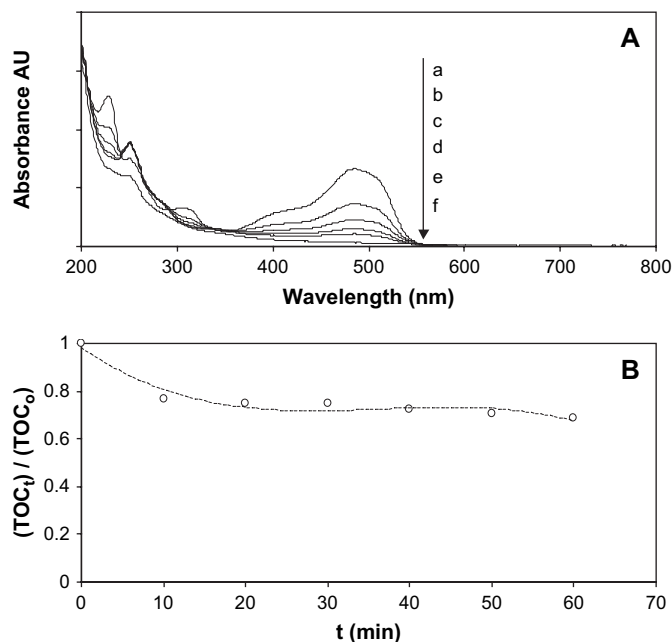 A
Absorbance AU
a
b
c
d
e
f
200 300 400 500 600 700 800
Wavelength (nm)
B
(TOCt) / (TOCo)
1
0.8
0.6
0.4
0.2
0
0 10 20 30 40 50 60 70
t (min)